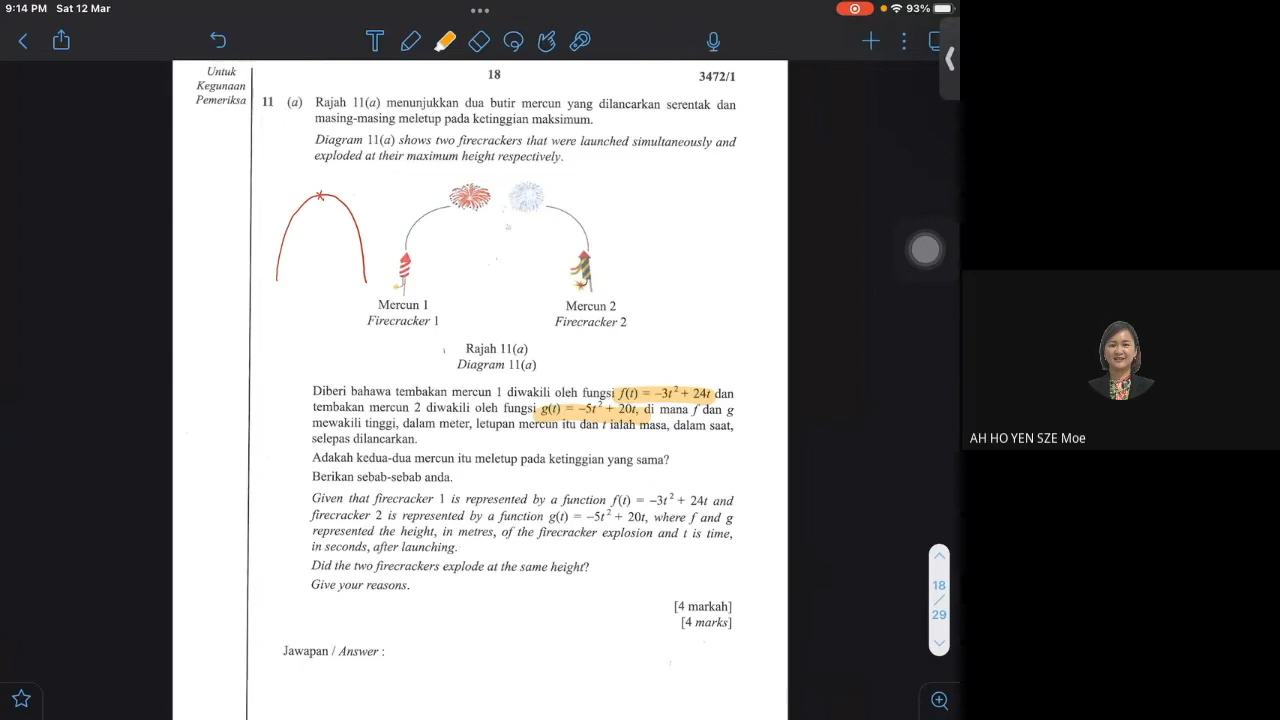 9:14 PM Sat 12 Mar
93%
Untuk
Kegunaan
Pemeriksa
18
3472/1
11 (a) Rajah 11(a) menunjukkan dua butir mercun yang dilancarkan serentak dan
masing-masing meletup pada ketinggian maksimum.
Diagram 11(a) shows two firecrackers that were launched simultaneously and
exploded at their maximum height respectively.
Mercun 1
Firecracker 1
Mercun 2
Firecracker 2
Rajah 11(a)
Diagram 11(a)
Diberi bahawa tembakan mercun 1 diwakili oleh fungsi f(t) = −3t² + 24t dan
tembakan mercun 2 diwakili oleh fungsi g(t) = −5t² + 20t, di mana f dan g
mewakili tinggi, dalam meter, letupan mercun itu dan t ialah masa, dalam saat,
selepas dilancarkan.
Adakah kedua-dua mercun itu meletup pada ketinggian yang sama?
Berikan sebab-sebab anda.
Given that firecracker 1 is represented by a function f(t) = −3t² + 24t and
firecracker 2 is represented by a function g(t) = −5t² + 20t, where f and g
represented the height, in metres, of the firecracker explosion and t is time,
in seconds, after launching.
Did the two firecrackers explode at the same height?
Give your reasons.
[4 markah]
[4 marks]
Jawapan / Answer :
18
/
29
AH HO YEN SZE Moe